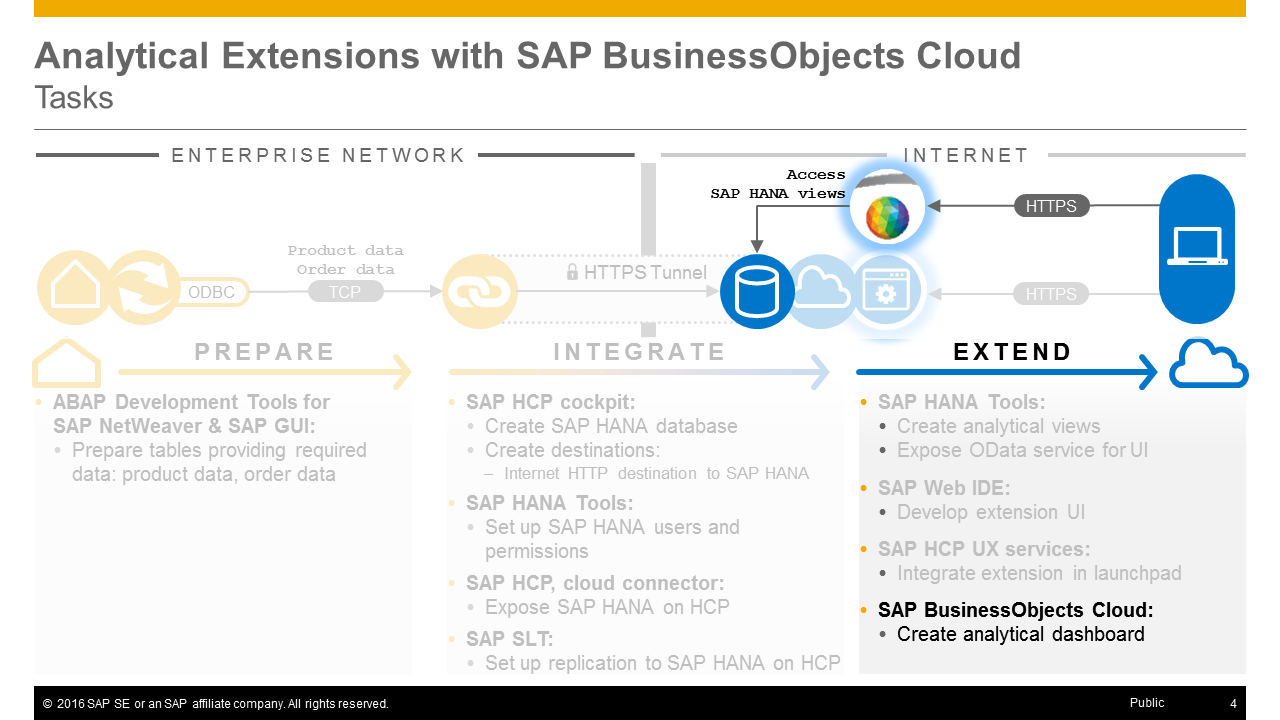 Analytical Extensions with SAP BusinessObjects Cloud
Tasks
ENTERPRISE NETWORK
INTERNET
Access
SAP HANA views
HTTPS
Product data
Order data
ODBC
TCP
HTTPS Tunnel
HTTPS
PREPARE
INTEGRATE
EXTEND
• ABAP Development Tools for
SAP NetWeaver & SAP GUI:
• Prepare tables providing required
data: product data, order data
• SAP HCP cockpit:
• Create SAP HANA database
• Create destinations:
– Internet HTTP destination to SAP HANA
• SAP HANA Tools:
• Set up SAP HANA users and
permissions
• SAP HCP, cloud connector:
• Expose SAP HANA on HCP
• SAP SLT:
• Set up replication to SAP HANA on HCP
• SAP HANA Tools:
• Create analytical views
• Expose OData service for UI
• SAP Web IDE:
• Develop extension UI
• SAP HCP UX services:
• Integrate extension in launchpad
• SAP BusinessObjects Cloud:
• Create analytical dashboard
© 2016 SAP SE or an SAP affiliate company. All rights reserved.
Public
4